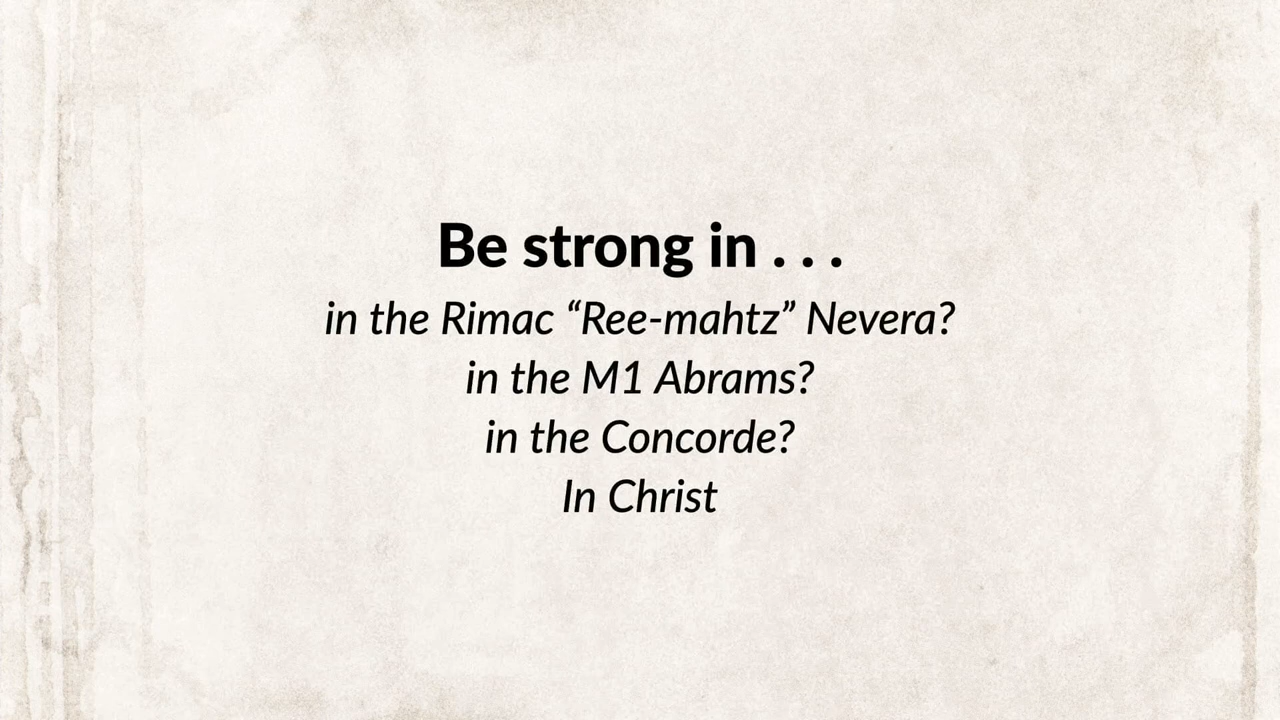 Be strong in . . .
in the Rimac “Ree-mahtz” Nevera?
in the M1 Abrams?
in the Concorde?
In Christ